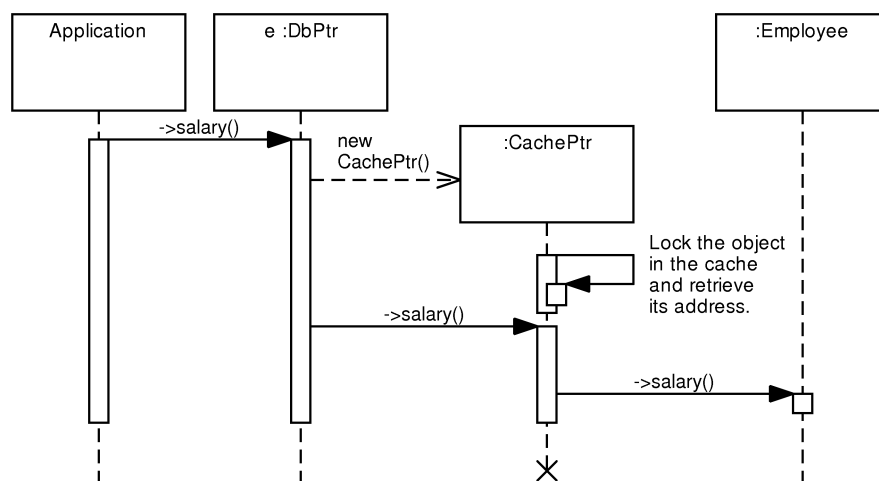 Application
e :DbPtr
:Employee
->salary()
new
CachePtr()
:CachePtr
Lock the object
in the cache
and retrieve
its address.
->salary()
->salary()